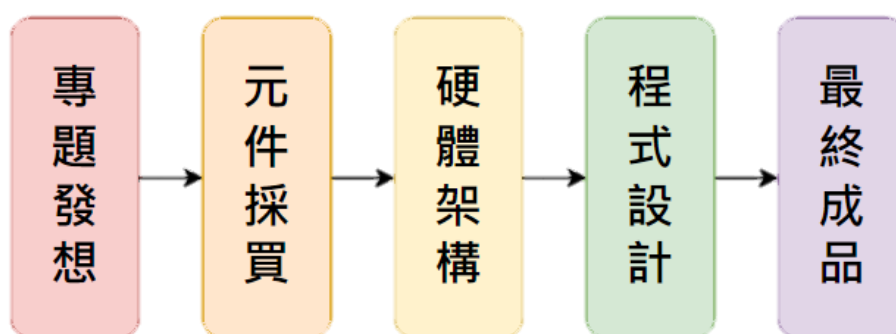 專題發想
元件採買
硬體架構
程式設計
最終成品